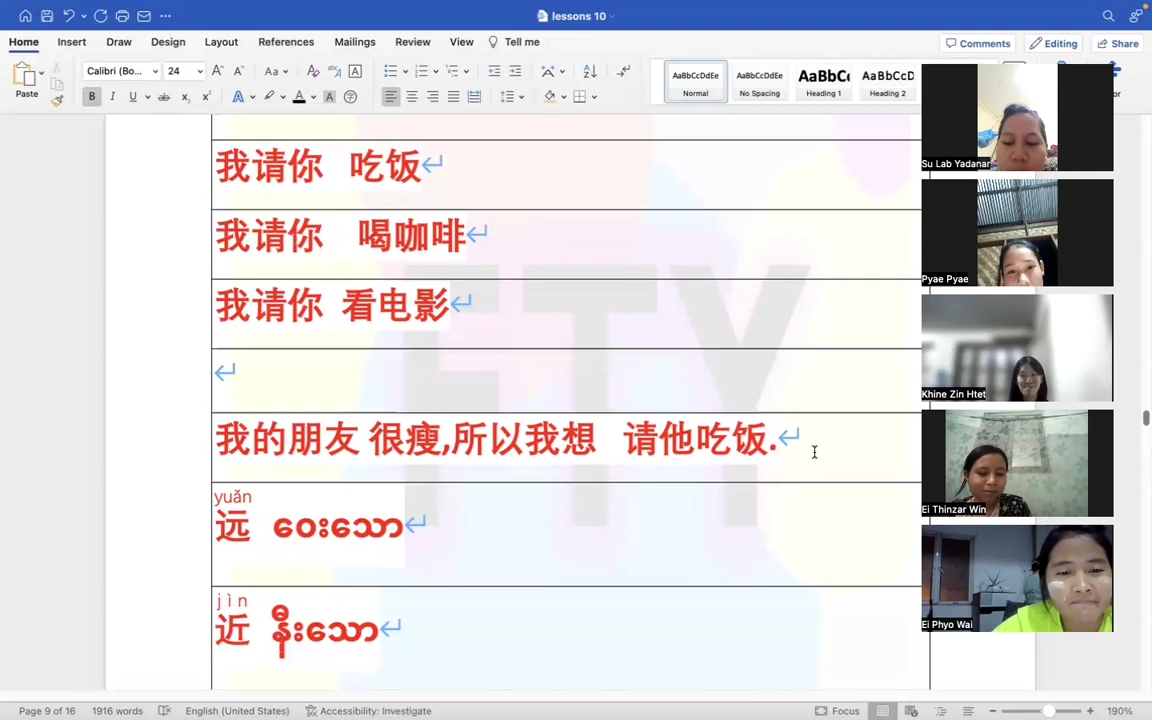 lessons 10
Home Insert Draw Design Layout References Mailings Review View Tell me Comments Editing Share
Paste Calibri (Bo... 24 AaBbCcDdEe Normal AaBbCcDdEe No Spacing AaBbCc Heading 1 AaBbCcD Heading 2
B I U
我请你 吃饭
我请你 喝咖啡
我请你 看电影
我的朋友 很瘦,所以我想 请他吃饭.
yuǎn
远 ဝေးသော
jìn
近 နီးသော
FTY
Su Lab Yadanar
Pyae Pyae
Khine Zin Htet
Ei Thinzar Win
Ei Phyo Wai
Page 9 of 16 1916 words English (United States) Accessibility: Investigate Focus 190%